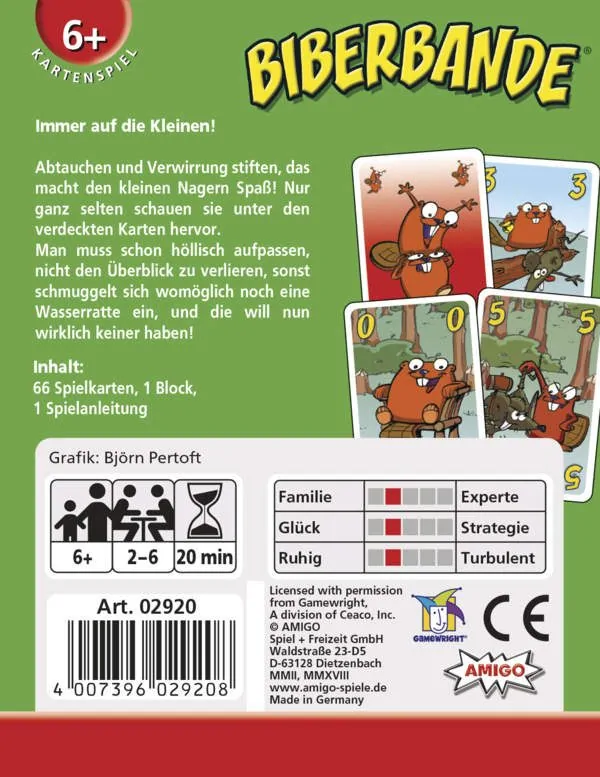 6+
KARTENSPIEL
BIBERBANDE®
Immer auf die Kleinen!
Abtauchen und Verwirrung stiften, das
macht den kleinen Nagern Spaß! Nur
ganz selten schauen sie unter den
verdeckten Karten hervor.
Man muss schon höllisch aufpassen,
nicht den Überblick zu verlieren, sonst
schmuggelt sich womöglich noch eine
Wasserratte ein, und die will nun
wirklich keiner haben!
Inhalt:
66 Spielkarten, 1 Block,
1 Spielanleitung
3
3
0
0
5
5
5
Grafik: Björn Pertoft
6+
2–6
20 min
Familie
Experte
Glück
Strategie
Ruhig
Turbulent
Art. 02920
4 007396 029208
Licensed with permission
from Gamewright,
A division of Ceaco, Inc.
© AMIGO
Spiel + Freizeit GmbH
Waldstraße 23-D5
D-63128 Dietzenbach
MMII, MMXVIII
www.amigo-spiele.de
Made in Germany
GAMEWRIGHT®
CE
AMIGO